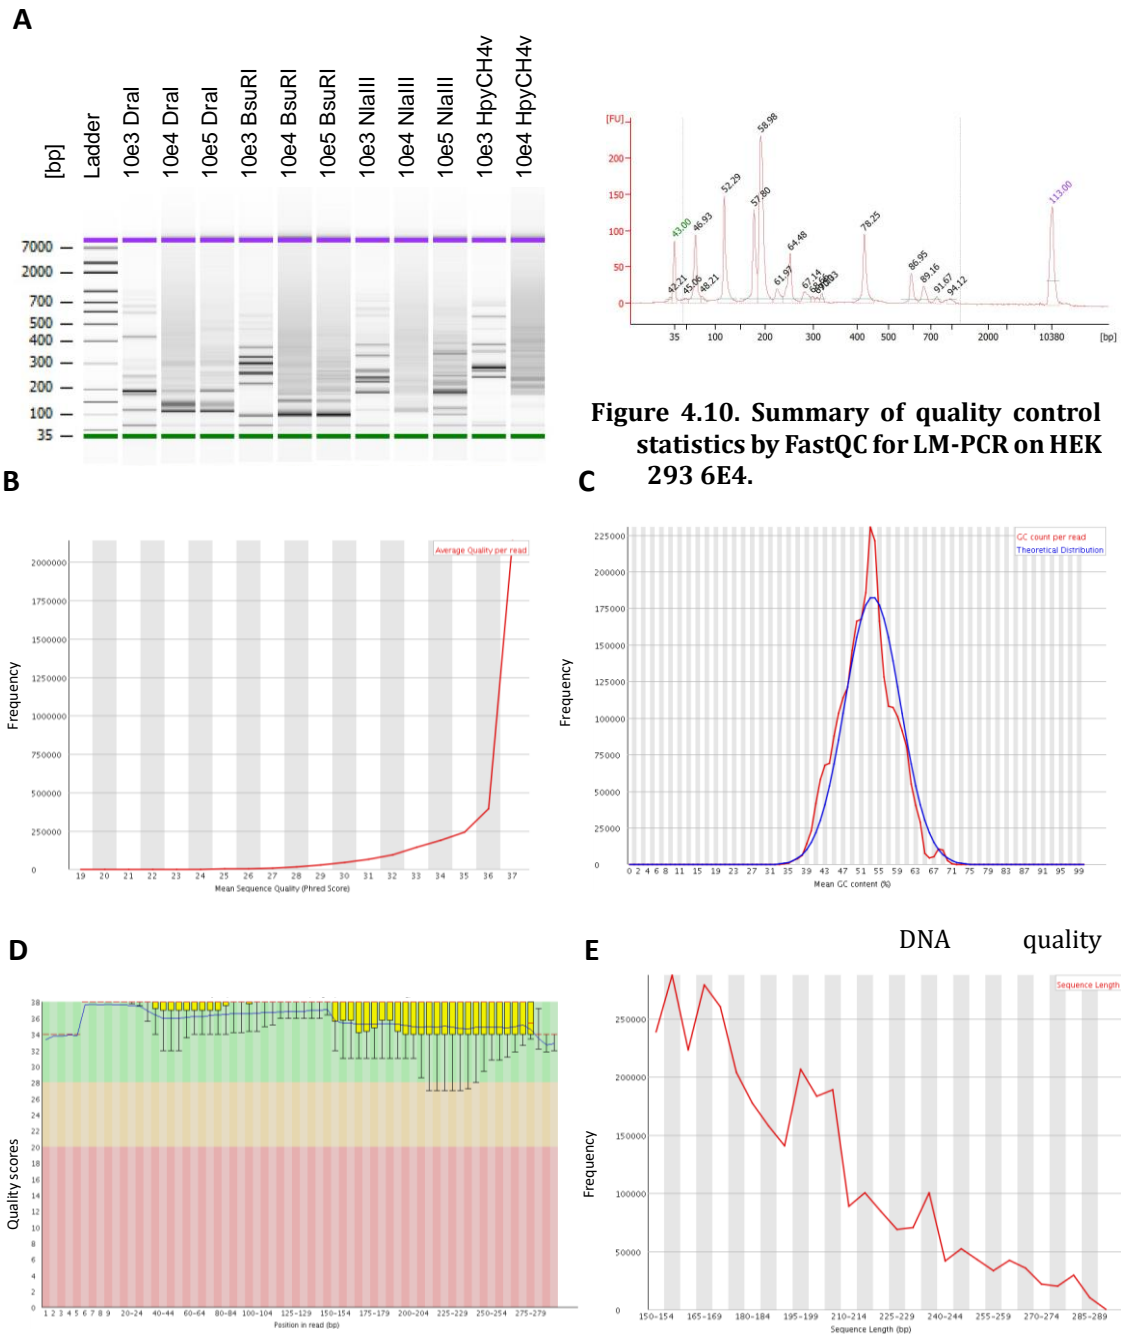 A
[bp]
Ladder
10e3 DraI
10e4 DraI
10e5 DraI
10e3 BsuRI
10e4 BsuRI
10e5 BsuRI
10e3 NlaIII
10e4 NlaIII
10e5 NlaIII
10e3 HpyCH4v
10e4 HpyCH4v
7000
2000
700
500
400
300
200
100
35
[FU]
200
150
100
50
0
42.21
43.00
45.06
46.93
48.21
52.29
57.80
58.98
61.97
64.48
67.14
78.25
86.95
89.16
91.67
94.12
113.00
35 100 200 300 400 500 700 2000 10380 [bp]
Figure 4.10. Summary of quality control
statistics by FastQC for LM-PCR on HEK
293 6E4.
B
Average Quality per read
2000000
1750000
1500000
1250000
1000000
750000
500000
250000
0
Frequency
19 20 21 22 23 24 25 26 27 28 29 30 31 32 33 34 35 36 37
Mean Sequence Quality (Phred Score)
C
GC count per read
Theoretical Distribution
225000
200000
175000
150000
125000
100000
75000
50000
25000
0
Frequency
0 2 4 6 8 11 15 19 23 27 31 35 39 43 47 51 55 59 63 67 71 75 79 83 87 91 95 99
Mean GC content (%)
DNA quality
D
38
34
32
30
28
26
24
22
20
18
16
14
12
10
8
6
4
2
0
Quality scores
1 2 3 4 5 6 7 8 9 20-24 40-44 60-64 80-84 100-104 125-129 150-154 175-179 200-204 225-229 250-254 275-279
Position in read (bp)
E
Sequence Length
250000
200000
150000
100000
50000
0
Frequency
150-154 165-169 180-184 195-199 210-214 225-229 240-244 255-259 270-274 285-289
Sequence Length (bp)